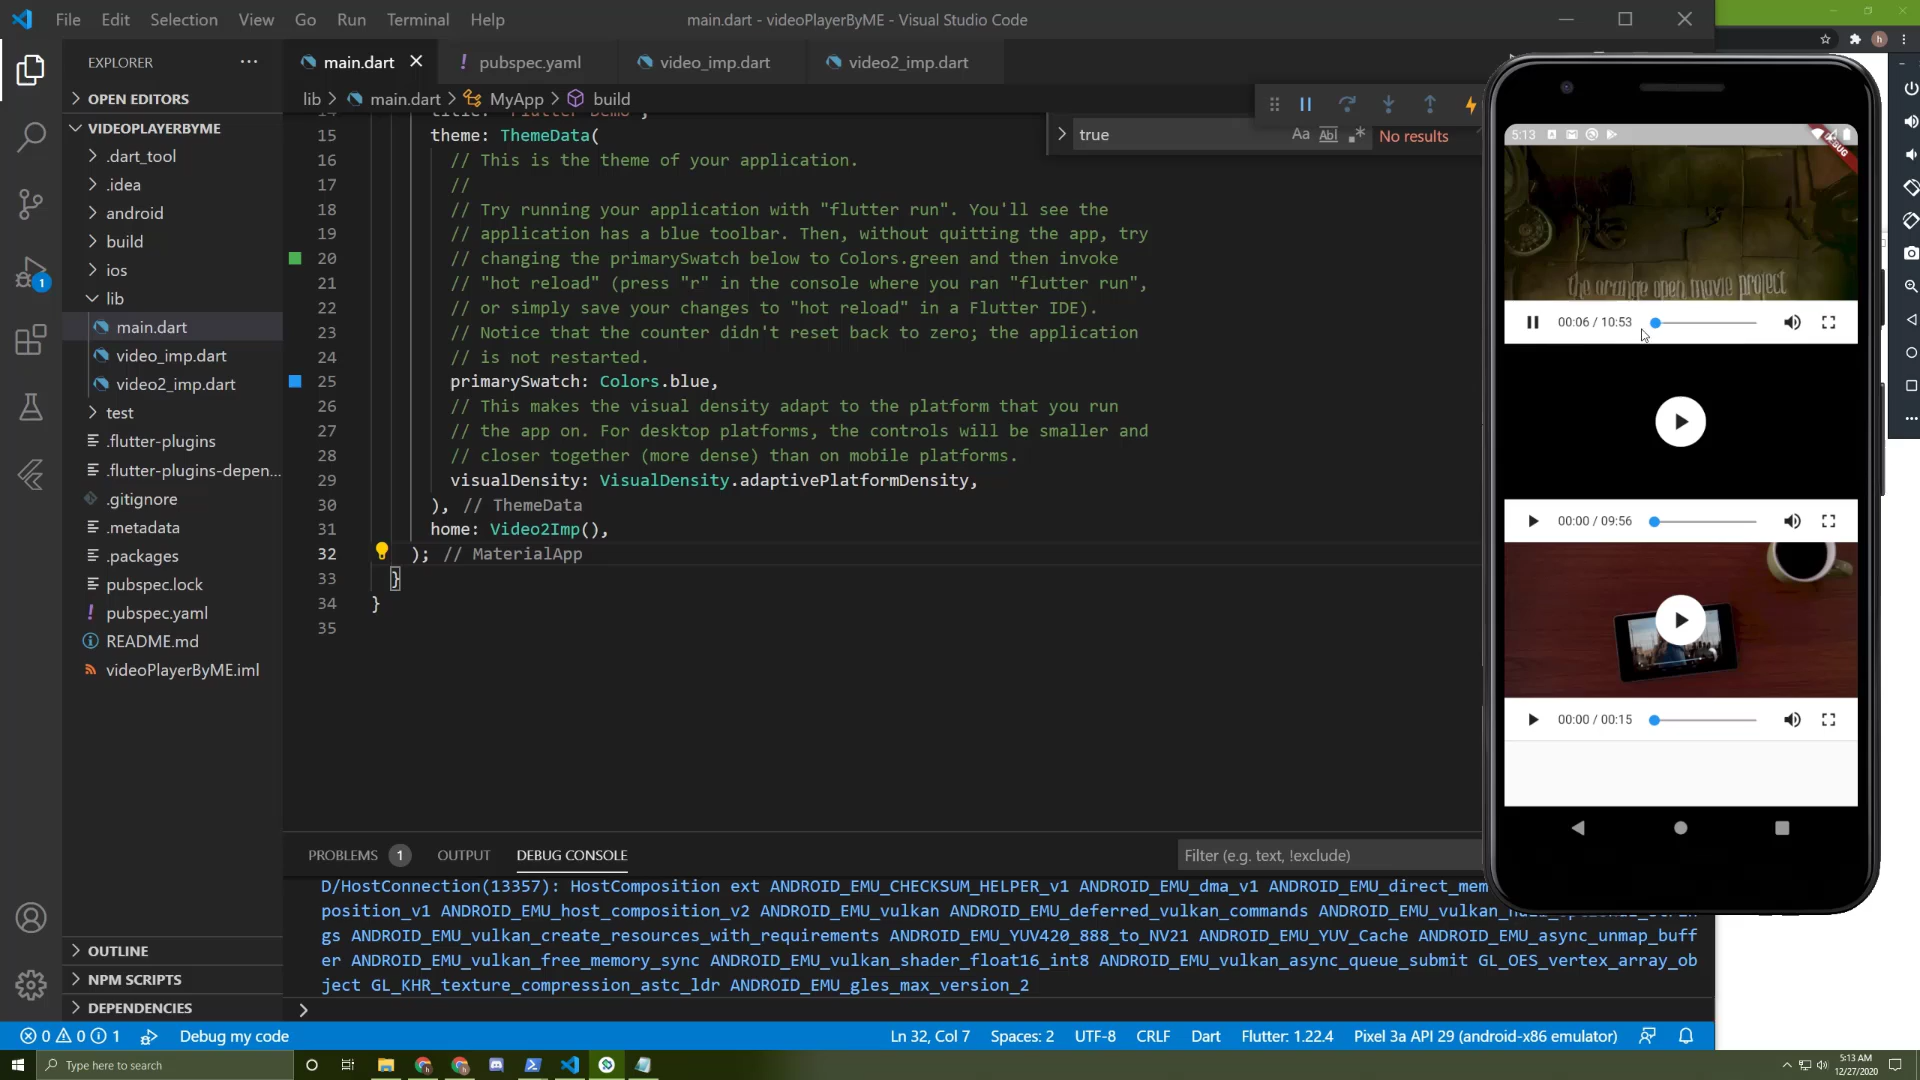 File Edit Selection View Go Run Terminal Help
main.dart - videoPlayerByME - Visual Studio Code
EXPLORER
main.dart
! pubspec.yaml
video_imp.dart
video2_imp.dart
OPEN EDITORS
lib > main.dart > MyApp > build
VIDEOPLAYERBYME
.dart_tool
.idea
android
build
ios
lib
main.dart
video_imp.dart
video2_imp.dart
test
.flutter-plugins
.flutter-plugins-depen...
.gitignore
.metadata
.packages
pubspec.lock
! pubspec.yaml
README.md
videoPlayerByME.iml
OUTLINE
NPM SCRIPTS
DEPENDENCIES
true Aa Abl .* No results
15 theme: ThemeData(
16 // This is the theme of your application.
17 //
18 // Try running your application with "flutter run". You'll see the
19 // application has a blue toolbar. Then, without quitting the app, try
20 // changing the primarySwatch below to Colors.green and then invoke
21 // "hot reload" (press "r" in the console where you ran "flutter run",
22 // or simply save your changes to "hot reload" in a Flutter IDE).
23 // Notice that the counter didn't reset back to zero; the application
24 // is not restarted.
25 primarySwatch: Colors.blue,
26 // This makes the visual density adapt to the platform that you run
27 // the app on. For desktop platforms, the controls will be smaller and
28 // closer together (more dense) than on mobile platforms.
29 visualDensity: VisualDensity.adaptivePlatformDensity,
30 ), // ThemeData
31 home: Video2Imp(),
32 ); // MaterialApp
33 }
34 }
35
5:13
DEBUG
the orange open movie project
00:06 / 10:53
00:00 / 09:56
00:00 / 00:15
PROBLEMS 1 OUTPUT DEBUG CONSOLE
Filter (e.g. text, !exclude)
D/HostConnection(13357): HostComposition ext ANDROID_EMU_CHECKSUM_HELPER_v1 ANDROID_EMU_dma_v1 ANDROID_EMU_direct_mem
position_v1 ANDROID_EMU_host_composition_v2 ANDROID_EMU_vulkan ANDROID_EMU_deferred_vulkan_commands
gs ANDROID_EMU_vulkan_create_resources_with_requirements ANDROID_EMU_YUV420_888_to_NV21 ANDROID_EMU_YUV_Cache ANDROID_EMU_async_unmap_buff
er ANDROID_EMU_vulkan_free_memory_sync ANDROID_EMU_vulkan_shader_float16_int8 ANDROID_EMU_vulkan_async_queue_submit GL_OES_vertex_array_ob
ject GL_KHR_texture_compression_astc_ldr ANDROID_EMU_gles_max_version_2
0 0 1 Debug my code
Ln 32, Col 7 Spaces: 2 UTF-8 CRLF Dart Flutter: 1.22.4 Pixel 3a API 29 (android-x86 emulator)
Type here to search
5:13 AM
12/27/2020